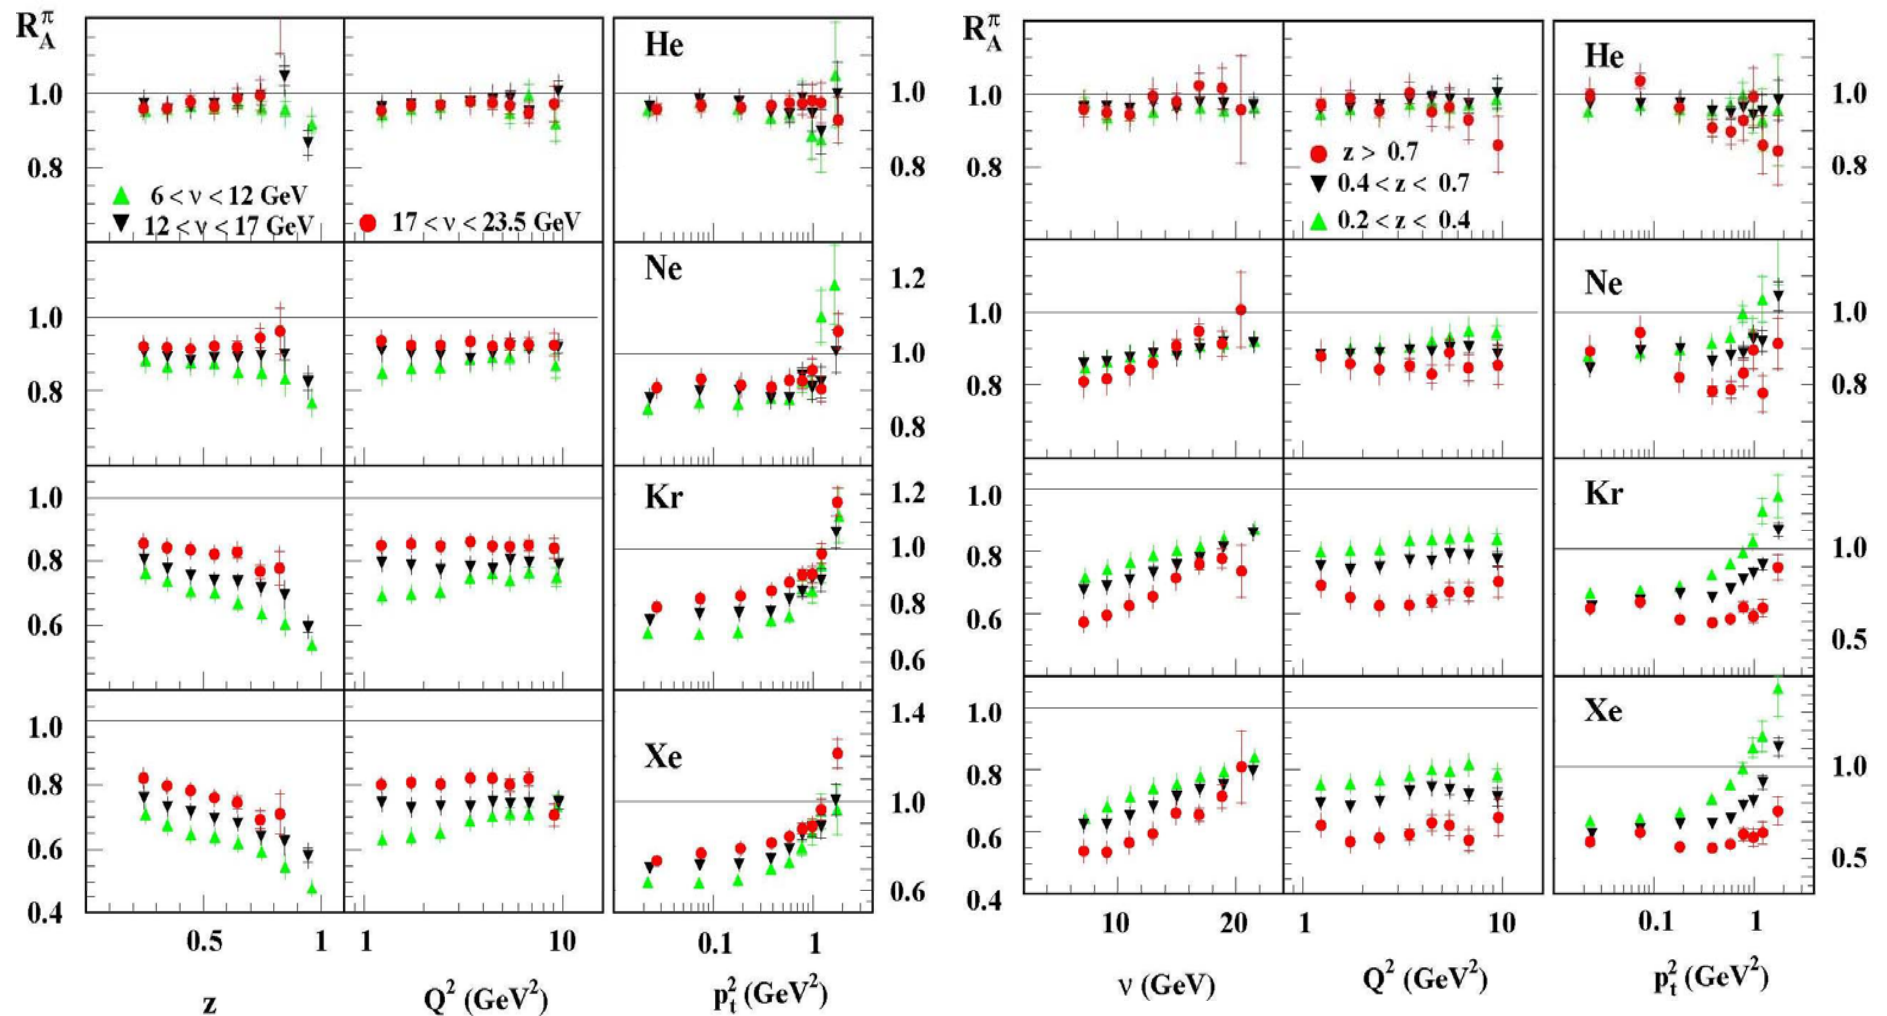 R_A^π
He
1.0
1.0
0.8
0.8
6 < ν < 12 GeV
12 < ν < 17 GeV
17 < ν < 23.5 GeV
Ne
1.2
1.0
1.0
0.8
0.8
Kr
1.2
1.0
1.0
0.8
0.8
0.6
0.6
1.4
1.0
Xe
0.8
1.0
0.6
0.6
0.4
0.5 1 1 10 0.1 1
z Q² (GeV²) p_t² (GeV²)
R_A^π
He
1.0
1.0
0.8
0.8
z > 0.7
0.4 < z < 0.7
0.2 < z < 0.4
Ne
1.0
1.0
0.8
0.8
Kr
1.0
1.0
0.8
0.6
0.5
Xe
1.0
1.0
0.8
0.6
0.5
0.4
10 20 1 10 0.1 1
ν (GeV) Q² (GeV²) p_t² (GeV²)